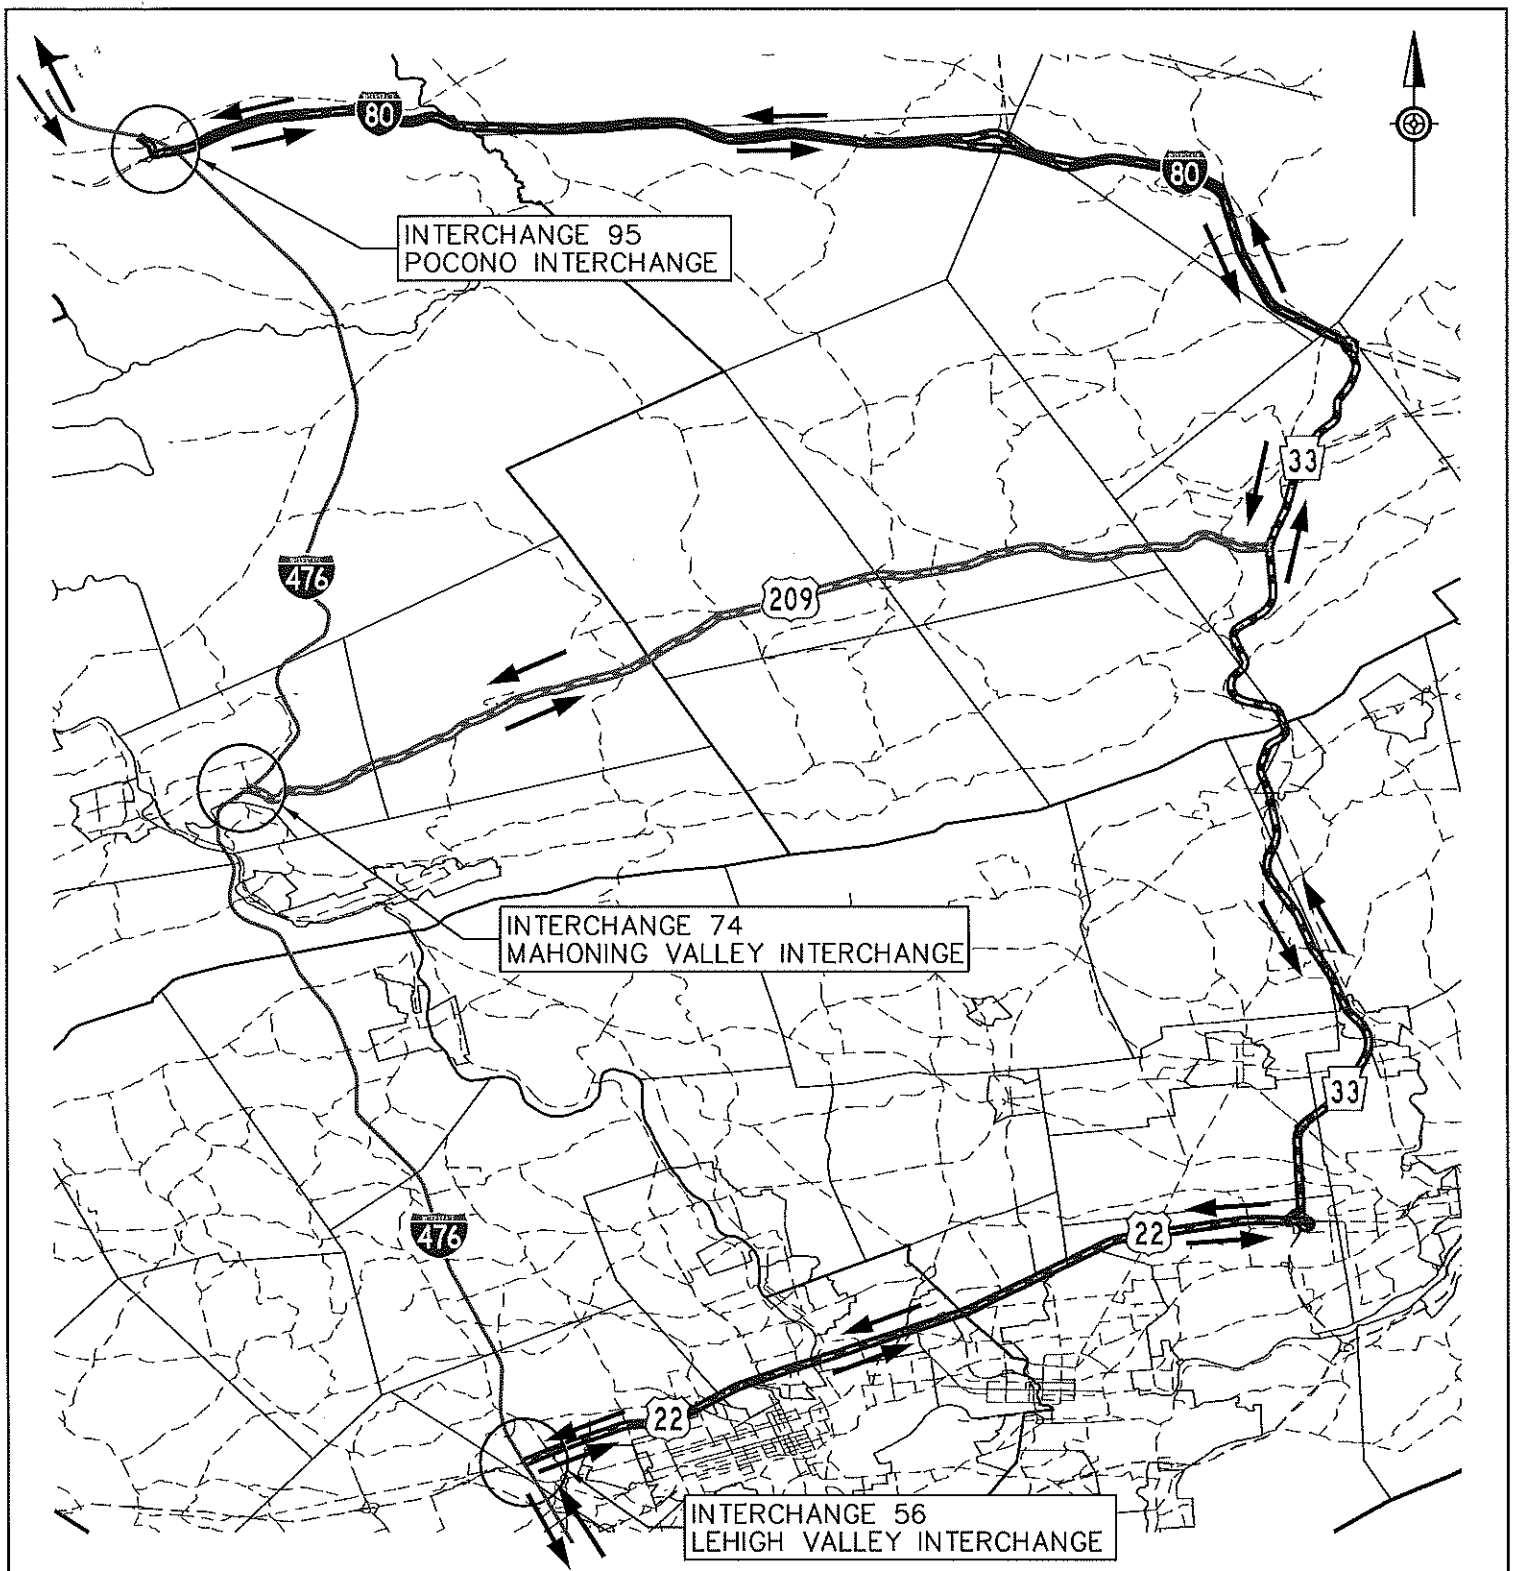 80
80
INTERCHANGE 95
POCONO INTERCHANGE
33
476
209
INTERCHANGE 74
MAHONING VALLEY INTERCHANGE
33
476
22
22
INTERCHANGE 56
LEHIGH VALLEY INTERCHANGE